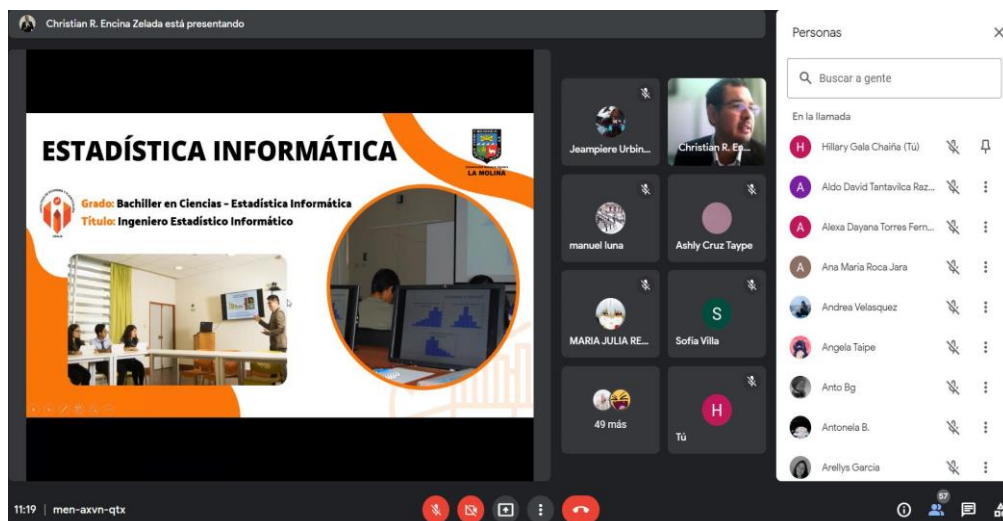 Christian R. Encina Zelada está presentando
ESTADÍSTICA INFORMÁTICA
LA MOLINA
Grado: Bachiller en Ciencias - Estadística Informática
Título: Ingeniero Estadístico Informático
Jeampiere Urbin...
Christian R. En...
manuel luna
Ashly Cruz Taype
MARIA JULIA RE...
S
Sofia Villa
49 más
H
Tú
Personas
Buscar a gente
En la llamada
H Hillary Gala Chaiña (Tú)
A Aldo David Tantavilca Raz...
A Alexa Dayana Torres Fern...
A Ana Maria Roca Jara
Andrea Velasquez
Angela Taipe
Anto Bg
Antonela B.
Arellys Garcia
11:19 | men-axvn-qtx
57